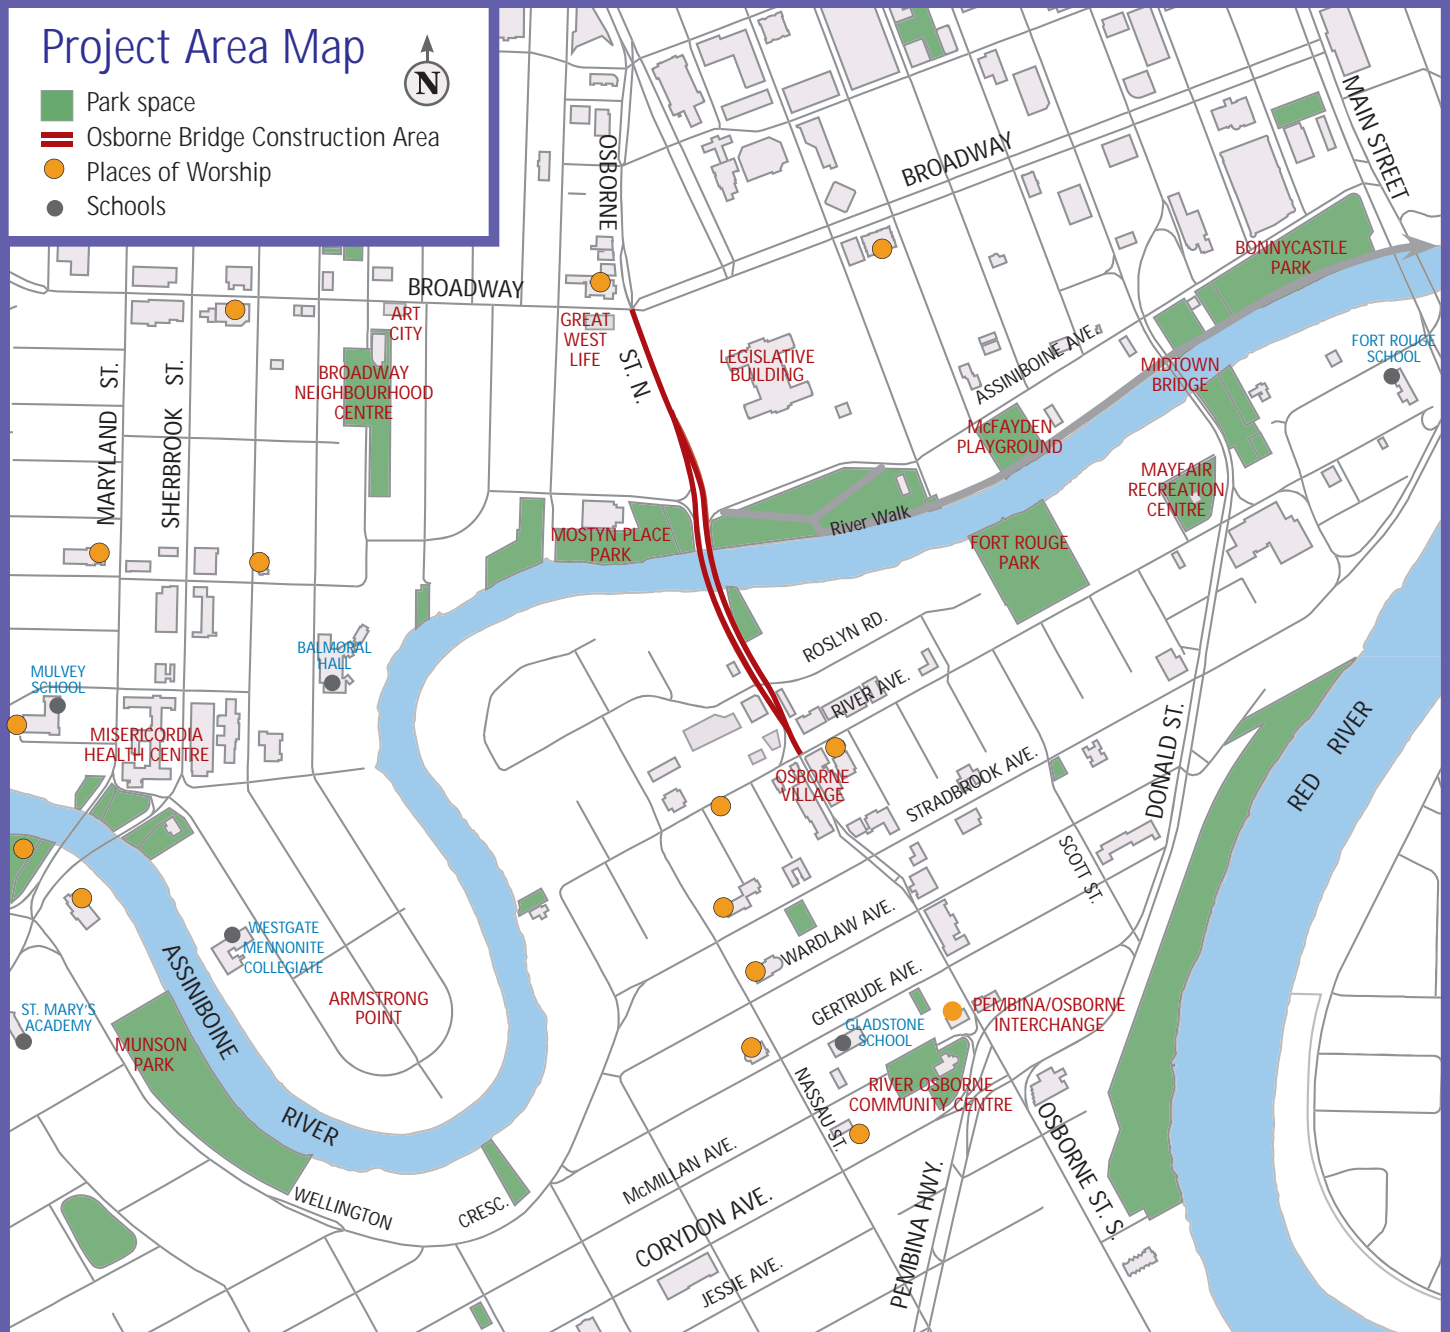 Project Area Map
N
Park space
Osborne Bridge Construction Area
Places of Worship
Schools
OSBORNE
ST. N.
BROADWAY
MAIN STREET
BONNYCASTLE
PARK
BROADWAY
ART
CITY
GREAT
WEST
LIFE
LEGISLATIVE
BUILDING
ASSINIBOINE AVE.
MIDTOWN
BRIDGE
FORT ROUGE
SCHOOL
BROADWAY
NEIGHBOURHOOD
CENTRE
MARYLAND ST.
SHERBROOK ST.
McFAYDEN
PLAYGROUND
MAYFAIR
RECREATION
CENTRE
River Walk
MOSTYN PLACE
PARK
FORT ROUGE
PARK
BALMORAL
HALL
MULVEY
SCHOOL
MISERICORDIA
HEALTH CENTRE
ROSLYN RD.
RIVER AVE.
OSBORNE
VILLAGE
STRADBROOK AVE.
DONALD ST.
RED RIVER
SCOTT ST.
WARDLAW AVE.
GERTRUDE AVE.
WESTGATE
MENNONITE
COLLEGIATE
ASSINIBOINE
RIVER
ARMSTRONG
POINT
ST. MARY'S
ACADEMY
MUNSON
PARK
PEMBINA/OSBORNE
INTERCHANGE
GLADSTONE
SCHOOL
RIVER OSBORNE
COMMUNITY CENTRE
NASSAU ST.
OSBORNE ST. S.
McMILLAN AVE.
WELLINGTON
CRESC.
CORYDON AVE.
PEMBINA HWY.
JESSIE AVE.